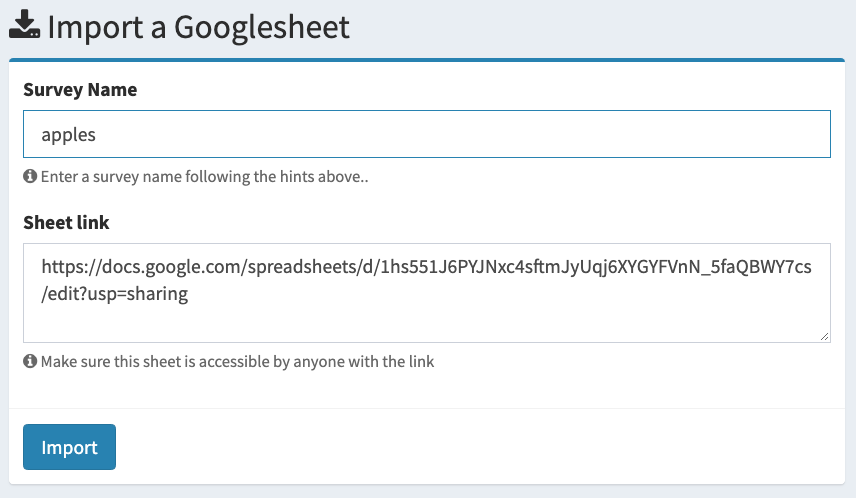 Import a Googlesheet
Survey Name
apples
Enter a survey name following the hints above..
Sheet link
https://docs.google.com/spreadsheets/d/1hs551J6PYJNxc4sftmJyUqj6XYGYFVnN_5faQBWY7cs
/edit?usp=sharing
Make sure this sheet is accessible by anyone with the link
Import